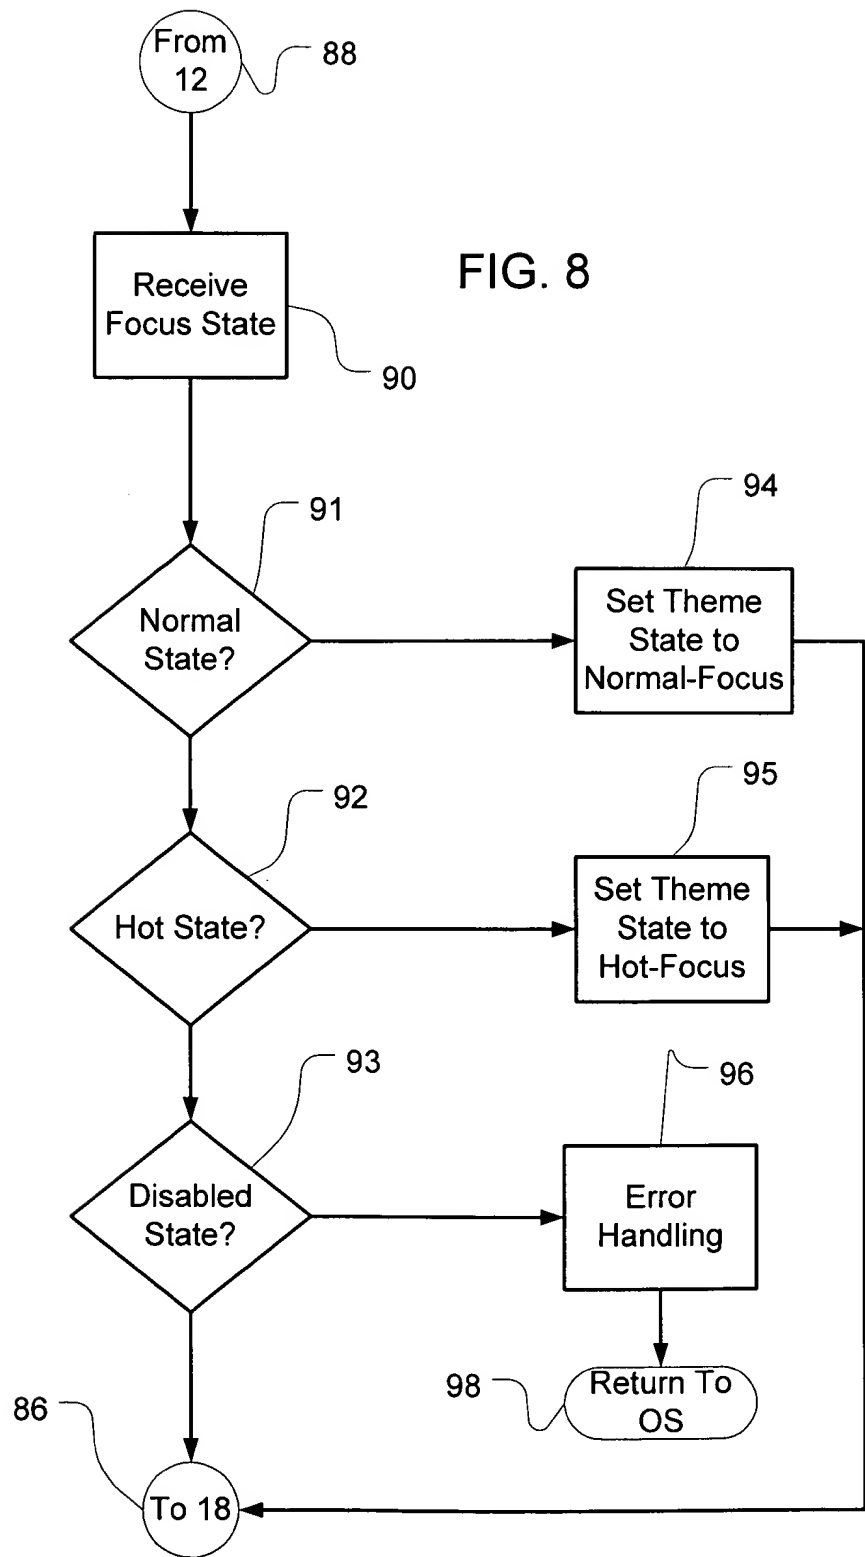 From
12
88
Receive
Focus State
90
FIG. 8
91
Normal
State?
94
Set Theme
State to
Normal-Focus
92
Hot State?
95
Set Theme
State to
Hot-Focus
93
Disabled
State?
96
Error
Handling
98
Return To
OS
86
To 18